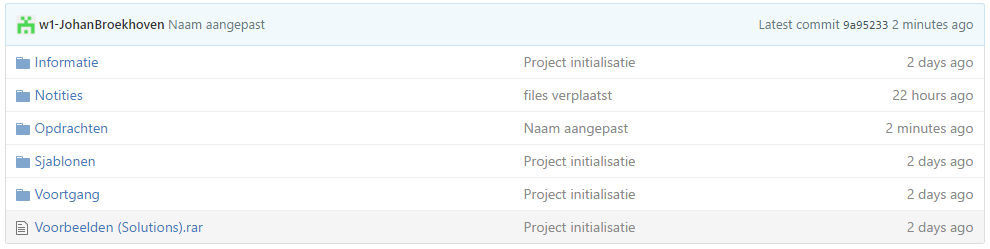 w1-JohanBroekhoven Naam aangepast Latest commit 9a95233 2 minutes ago
Informatie Project initialisatie 2 days ago
Notities files verplaatst 22 hours ago
Opdrachten Naam aangepast 2 minutes ago
Sjablonen Project initialisatie 2 days ago
Voortgang Project initialisatie 2 days ago
Voorbeelden (Solutions).rar Project initialisatie 2 days ago